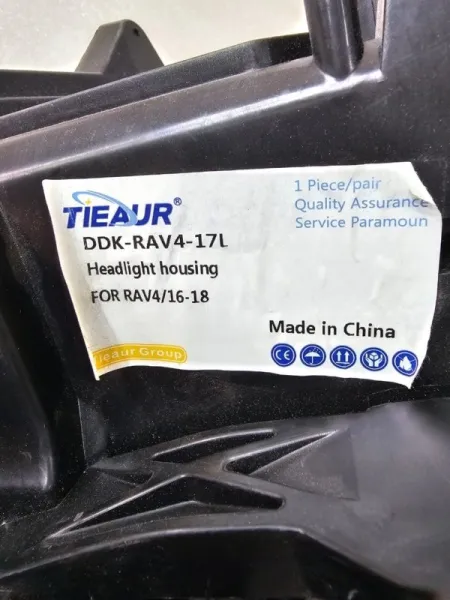 TIEAUR®
DDK-RAV4-17L
Headlight housing
FOR RAV4/16-18
1 Piece/pair
Quality Assurance
Service Paramoun
Made in China
Tieaur Group
CE